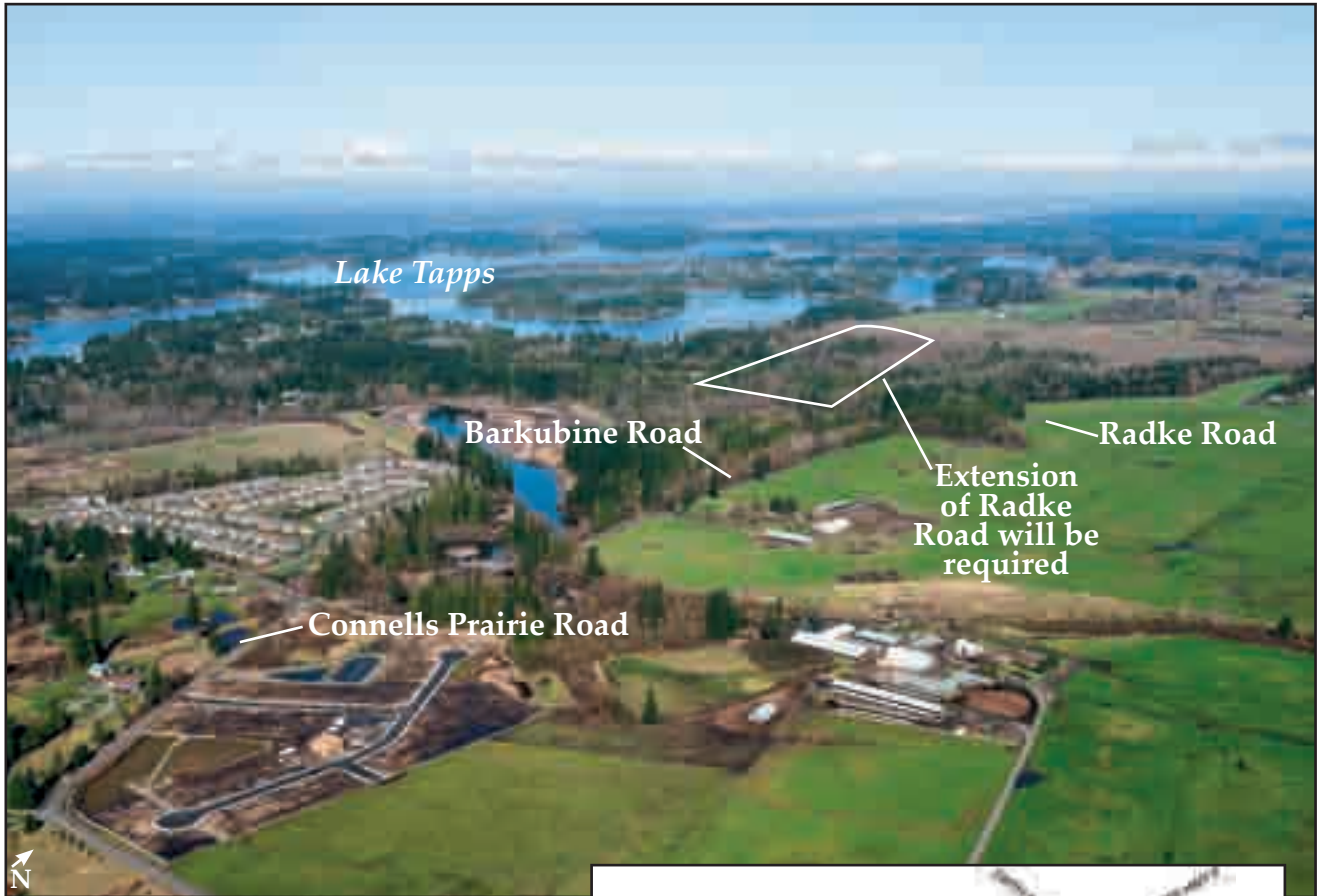 Lake Tapps
Barkubine Road
Radke Road
Extension
of Radke
Road will be
required
Connells Prairie Road
N